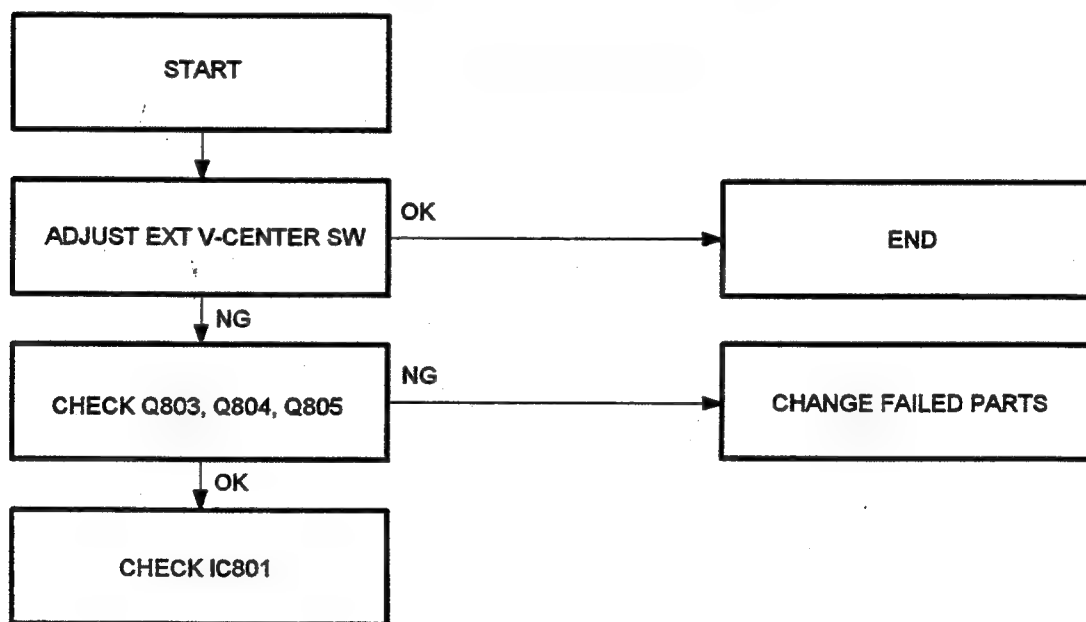 START
ADJUST EXT V-CENTER SW
OK
END
NG
CHECK Q803, Q804, Q805
NG
CHANGE FAILED PARTS
OK
CHECK IC801